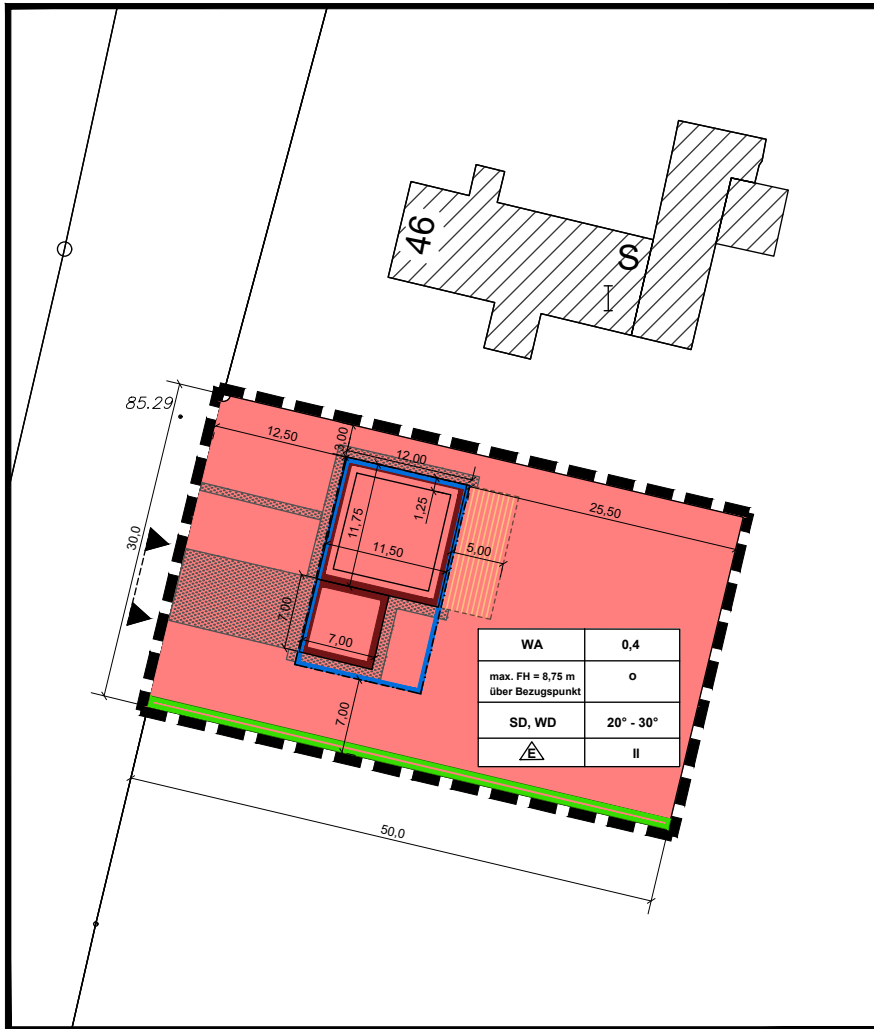 46
S
I
85.29
12,50
3,00
12,00
25,50
1,25
11,75
11,50
5,00
30,0
7,00
7,00
7,00
WA 0,4
max. FH = 8,75 m o
über Bezugspunkt
SD, WD 20° - 30°
E II
50,0